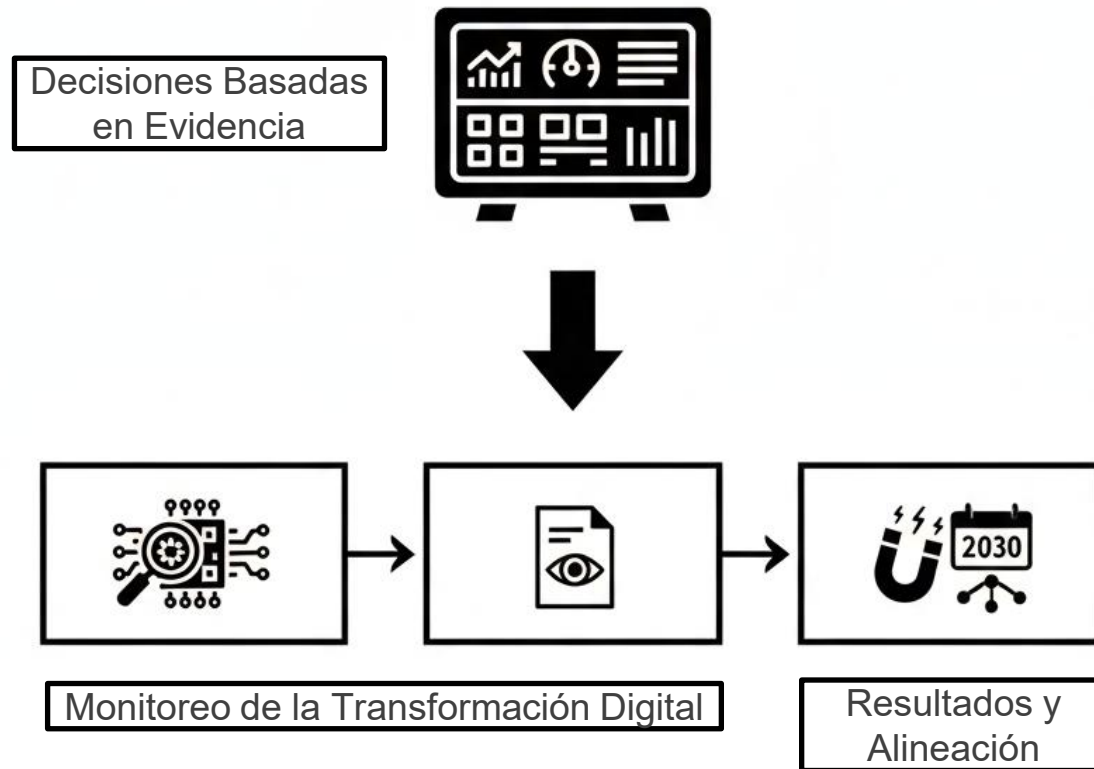 Decisiones Basadas
en Evidencia
2030
Monitoreo de la Transformación Digital
Resultados y
Alineación